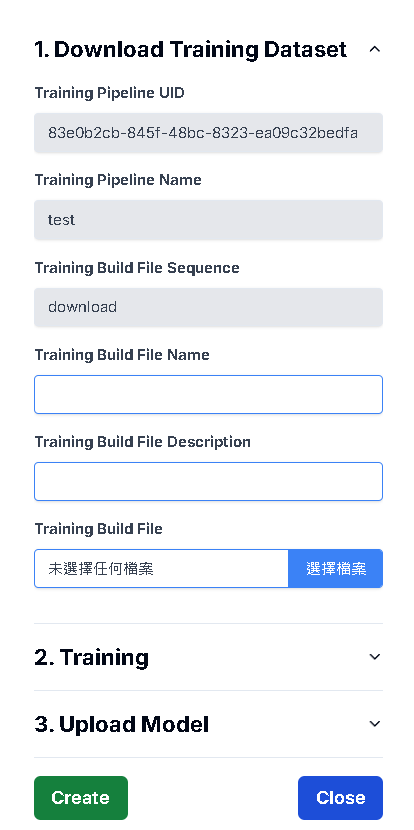 1. Download Training Dataset
Training Pipeline UID
83e0b2cb-845f-48bc-8323-ea09c32bedfa
Training Pipeline Name
test
Training Build File Sequence
download
Training Build File Name
Training Build File Description
Training Build File
未選擇任何檔案 選擇檔案
2. Training
3. Upload Model
Create Close